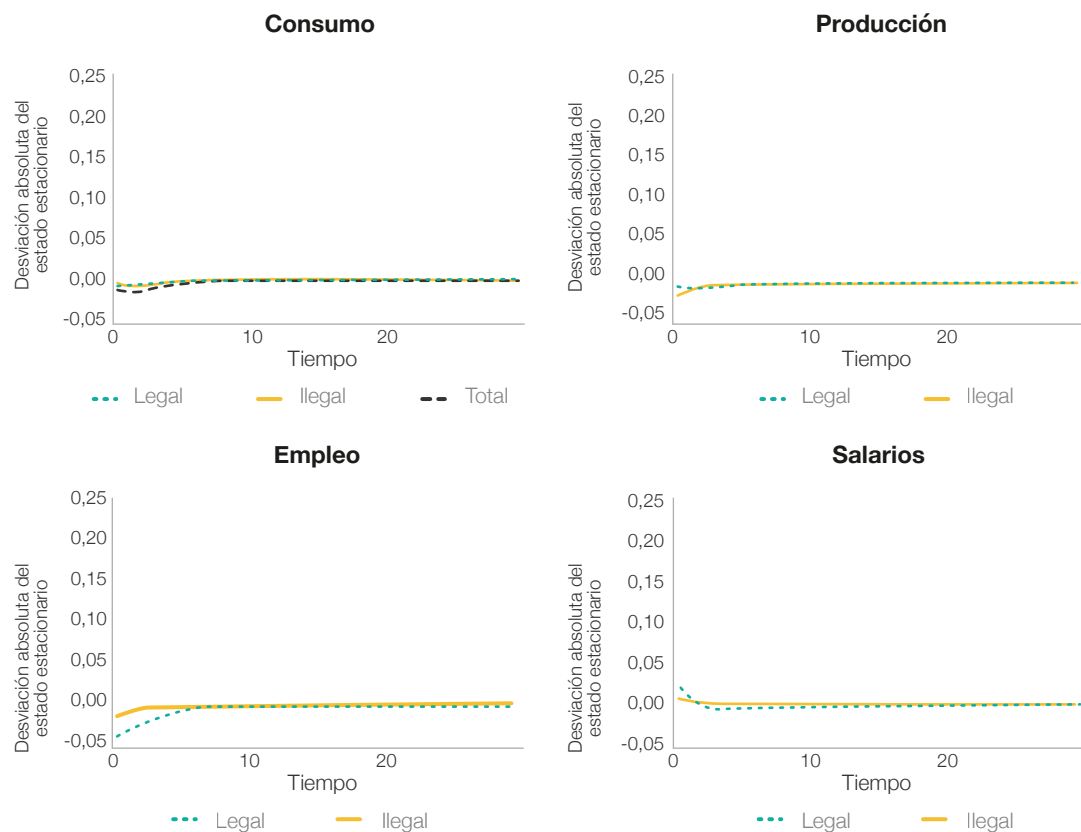 Consumo
Desviación absoluta del
estado estacionario
0,25
0,20
0,15
0,10
0,05
0,00
-0,05
0
10
20
Tiempo
Legal
Ilegal
Total
Producción
Desviación absoluta del
estado estacionario
0,25
0,20
0,15
0,10
0,05
0,00
-0,05
0
10
20
Tiempo
Legal
Ilegal
Empleo
Desviación absoluta del
estado estacionario
0,25
0,20
0,15
0,10
0,05
0,00
-0,05
0
10
20
Tiempo
Legal
Ilegal
Salarios
Desviación absoluta del
estado estacionario
0,25
0,20
0,15
0,10
0,05
0,00
-0,05
0
10
20
Tiempo
Legal
Ilegal